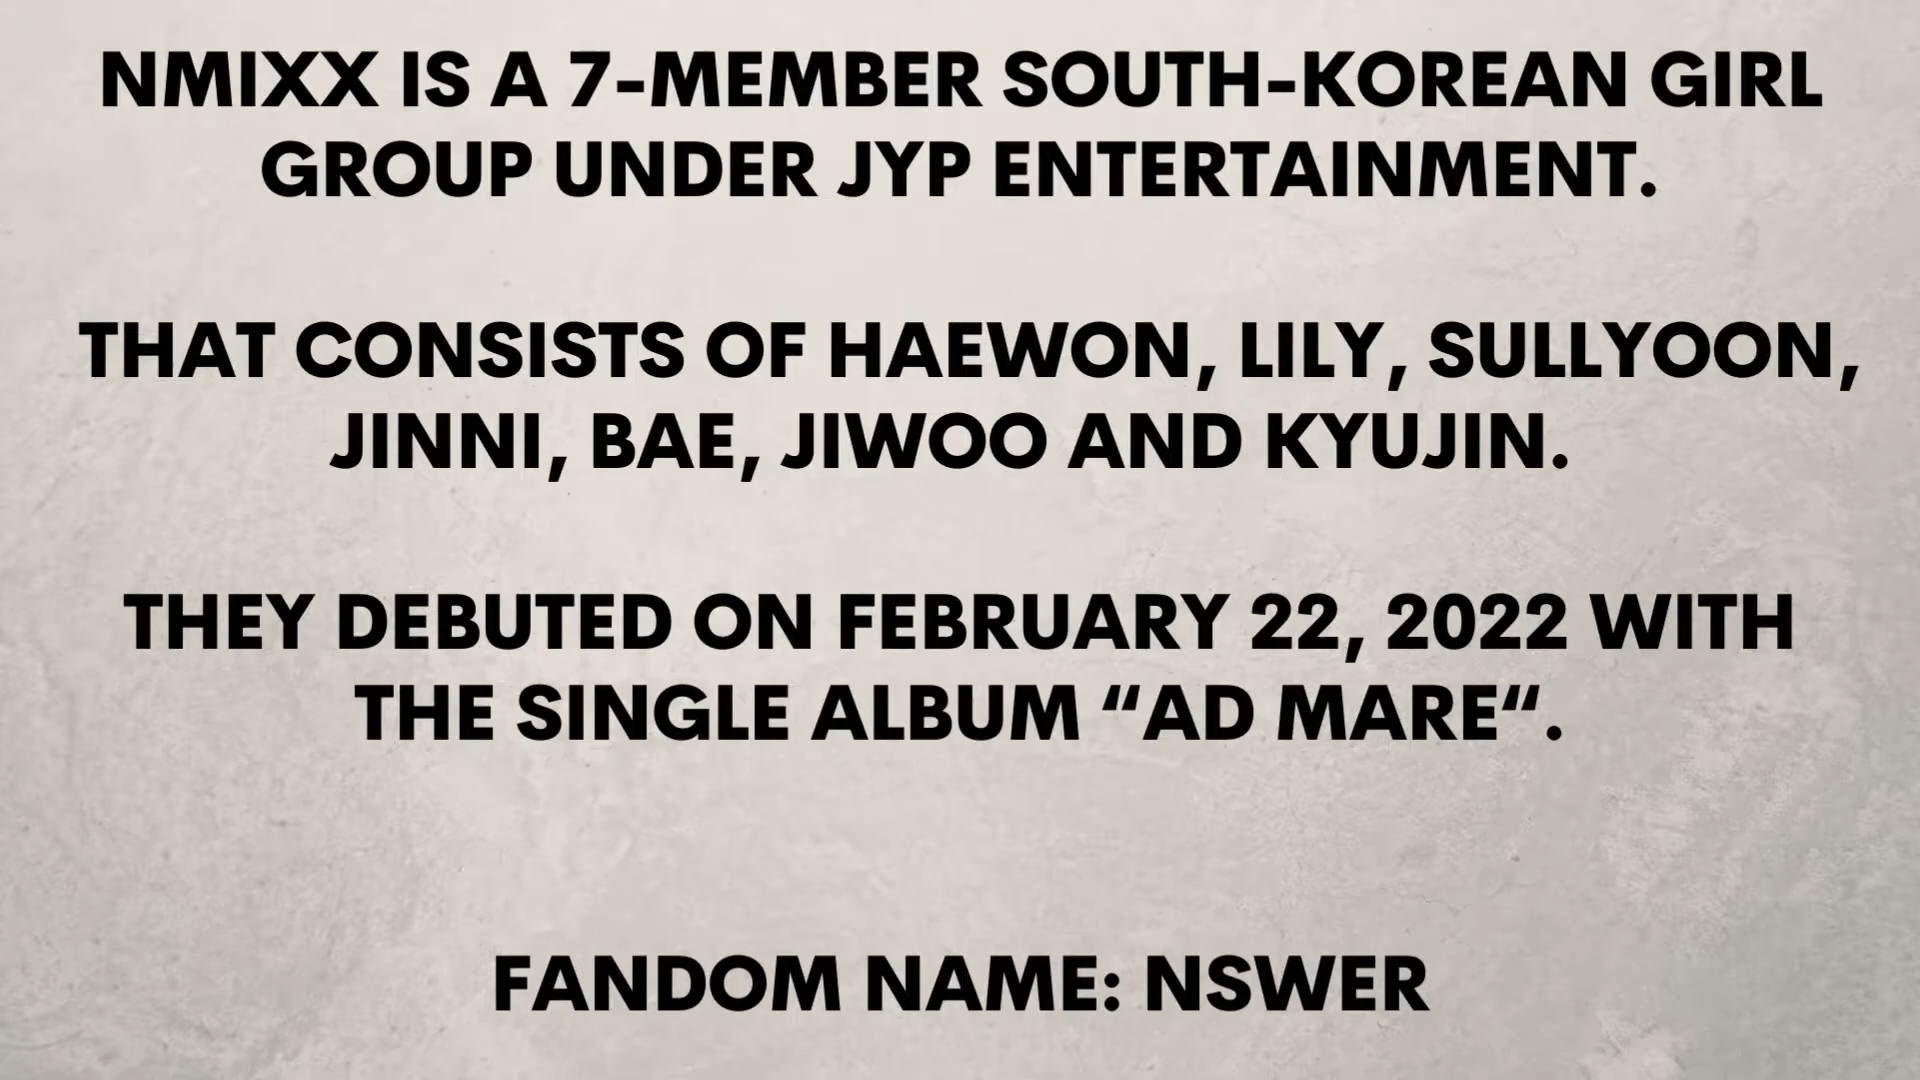 NMIXX IS A 7-MEMBER SOUTH-KOREAN GIRL
GROUP UNDER JYP ENTERTAINMENT.
THAT CONSISTS OF HAEWON, LILY, SULLYOON,
JINNI, BAE, JIWOO AND KYUJIN.
THEY DEBUTED ON FEBRUARY 22, 2022 WITH
THE SINGLE ALBUM “AD MARE“.
FANDOM NAME: NSWER